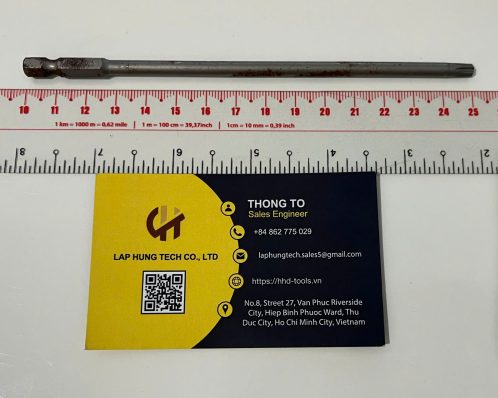 10 11 12 13 14 15 16 17 18 19 20 21 22 23 24 25
1 km = 1000 m = 0,62 mile | 1 m = 100 cm = 39,37inch | 1cm = 10 mm = 0,39 inch
8 7 6 5 4 3 2
THONG TO
Sales Engineer
+84 862 775 029
LAP HUNG TECH CO., LTD
laphungtech.sales5@gmail.com
https://hhd-tools.vn
No.8, Street 27, Van Phuc Riverside
City, Hiep Binh Phuoc Ward, Thu
Duc City, Ho Chi Minh City, Vietnam